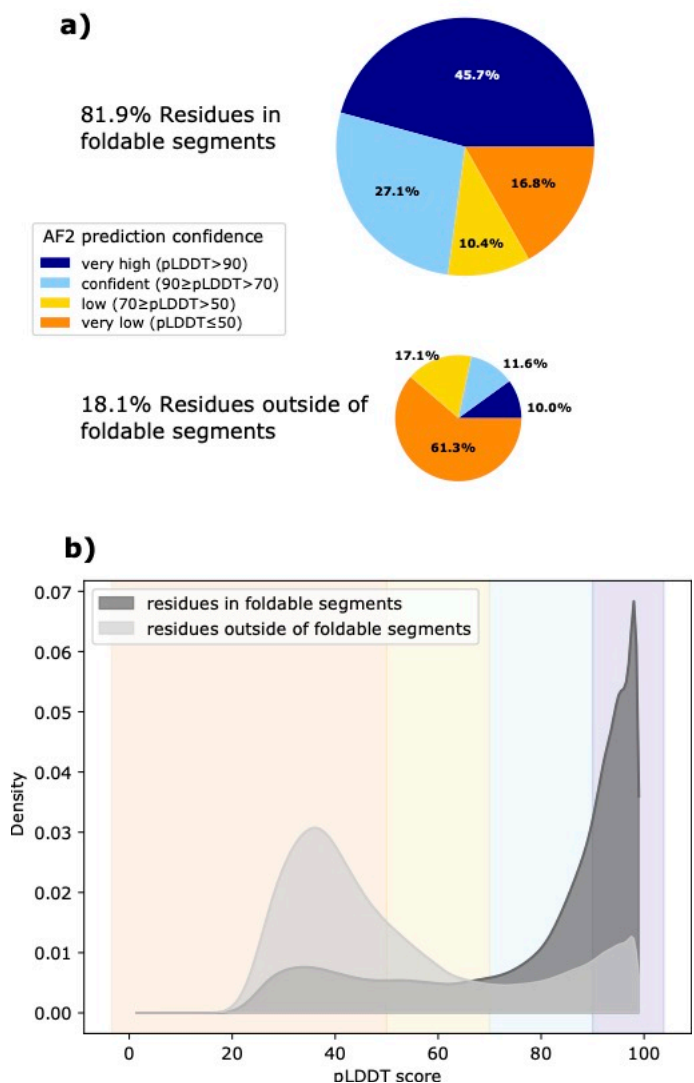 a)
45.7%
81.9% Residues in
foldable segments
27.1%
16.8%
10.4%
AF2 prediction confidence
very high (pLDDT>90)
confident (90≥pLDDT>70)
low (70≥pLDDT>50)
very low (pLDDT≤50)
17.1%
11.6%
18.1% Residues outside of
foldable segments
10.0%
61.3%
b)
0.07
0.06
0.05
0.04
0.03
0.02
0.01
0.00
Density
residues in foldable segments
residues outside of foldable segments
0 20 40 60 80 100
pLDDT score